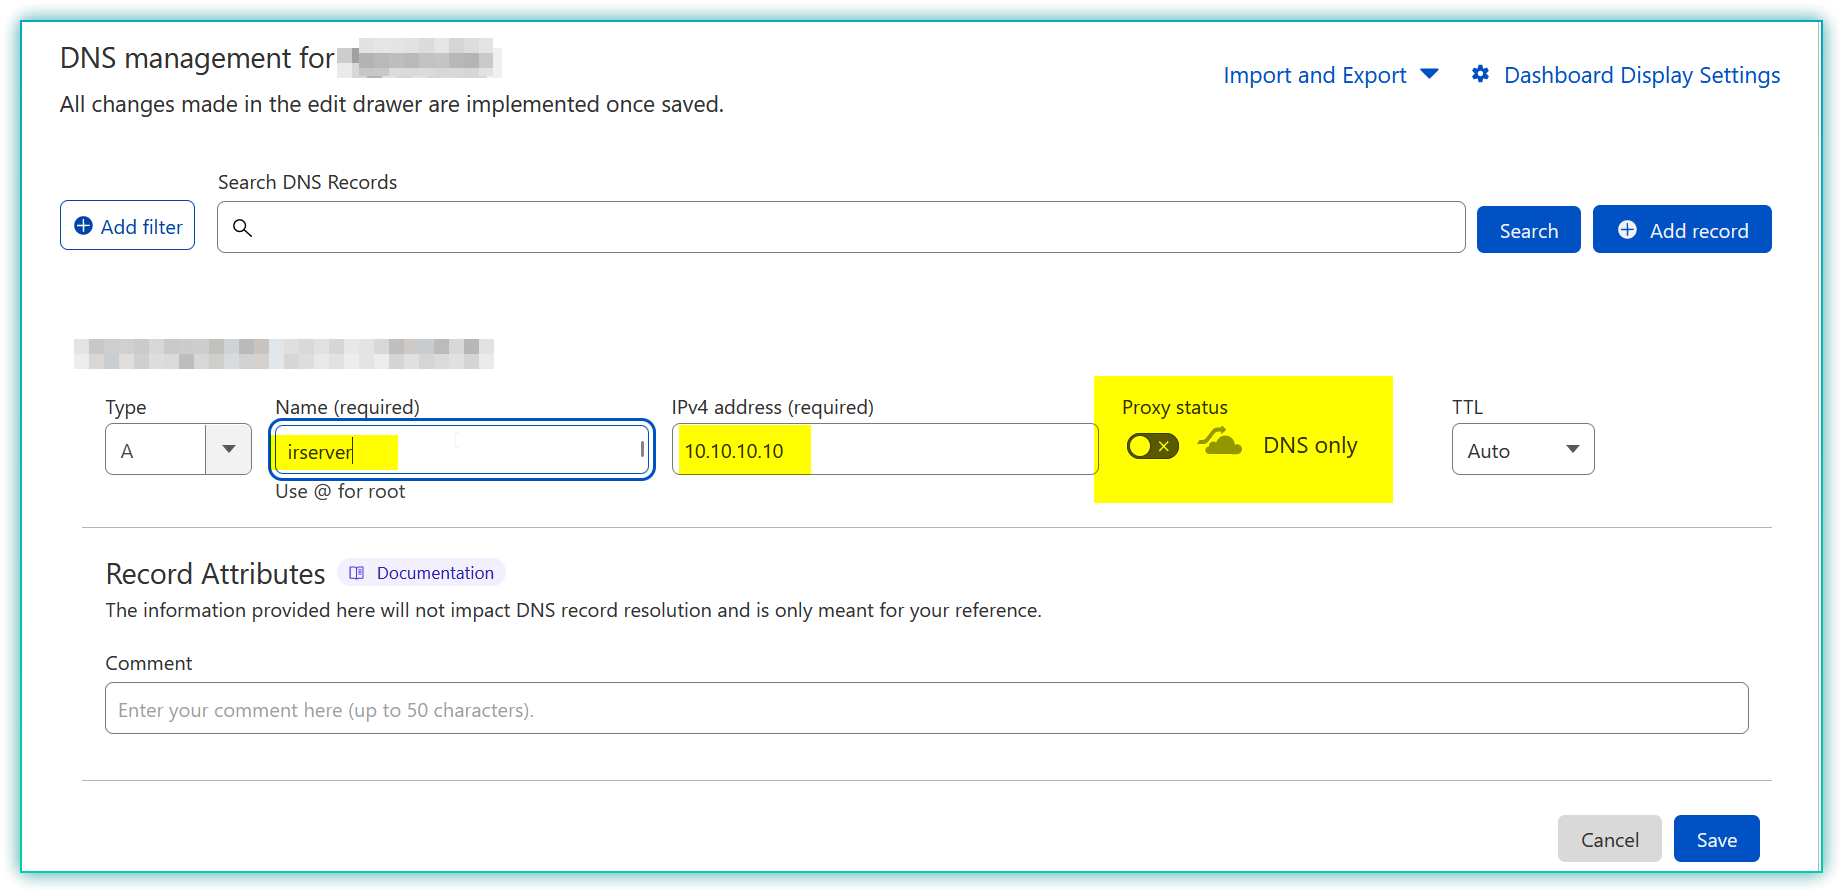 DNS management for
Import and Export
Dashboard Display Settings
All changes made in the edit drawer are implemented once saved.
Search DNS Records
Add filter
Search
Add record
Type
Name (required)
IPv4 address (required)
Proxy status
TTL
A
irserver
10.10.10.10
DNS only
Auto
Use @ for root
Record Attributes
Documentation
The information provided here will not impact DNS record resolution and is only meant for your reference.
Comment
Enter your comment here (up to 50 characters).
Cancel
Save